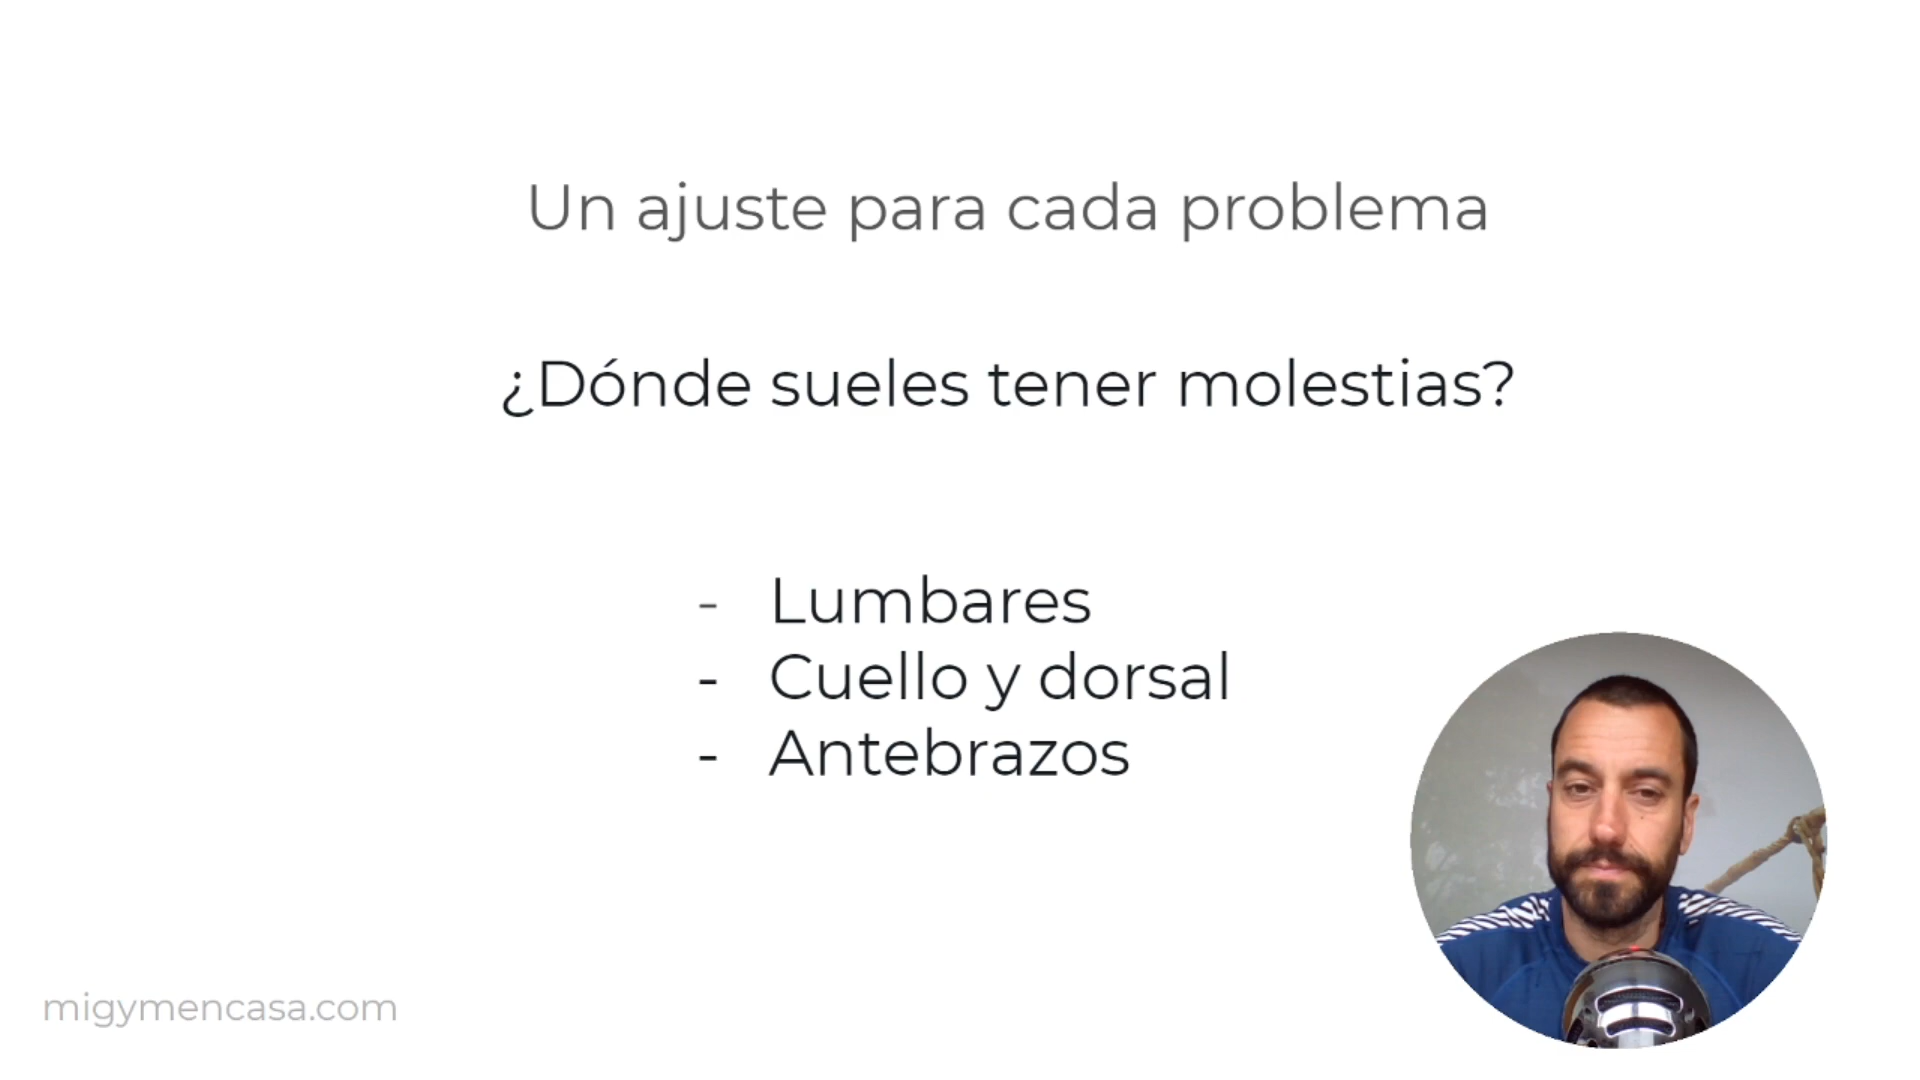 Un ajuste para cada problema
¿Dónde sueles tener molestias?
- Lumbares
- Cuello y dorsal
- Antebrazos
migymencasa.com